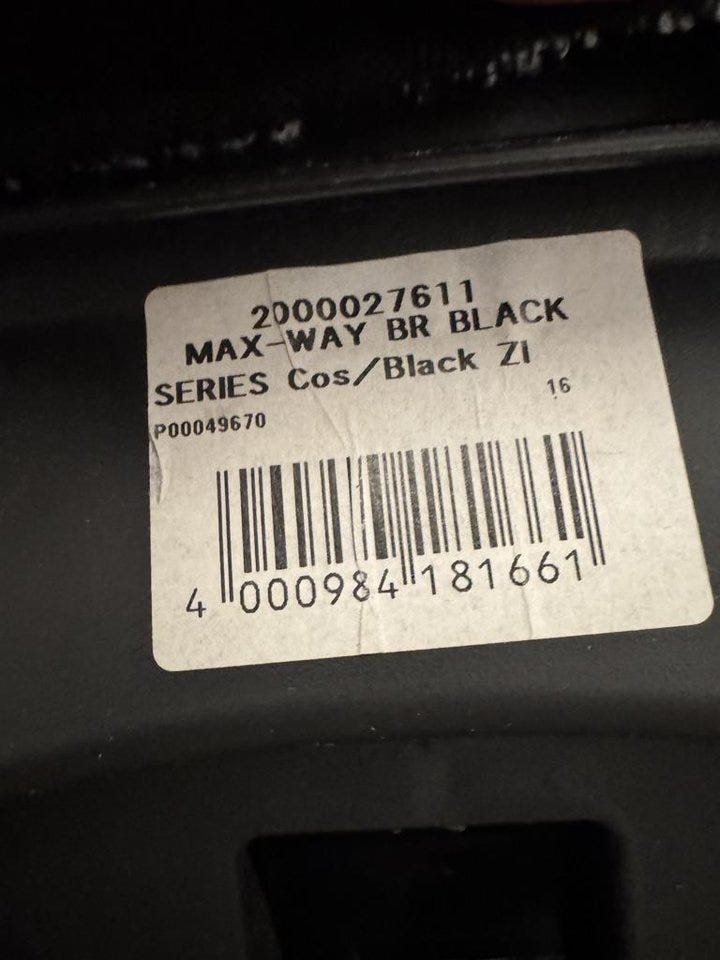 2000027611
MAX-WAY BR BLACK
SERIES Cos/Black ZI
16
P00049670
4 000984 181661